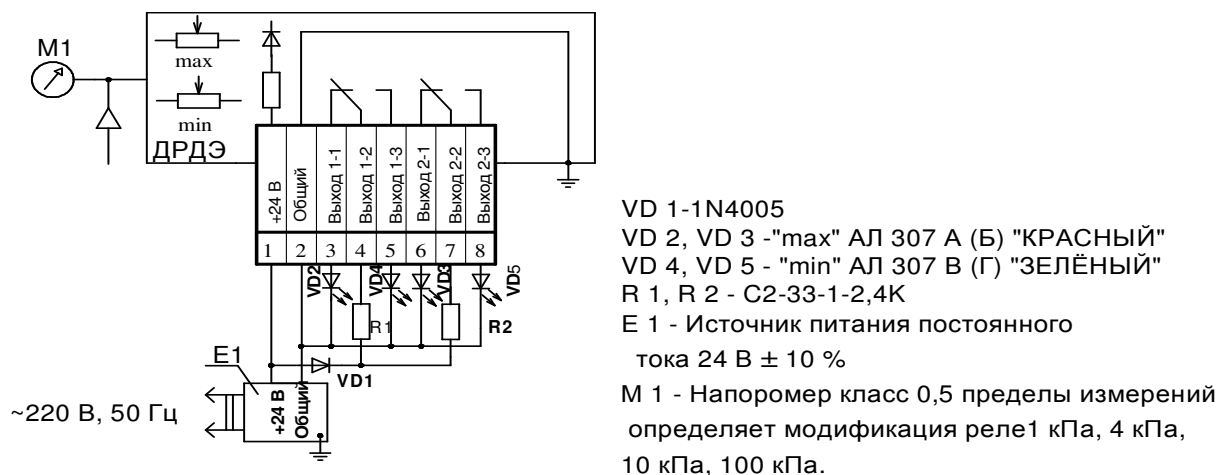 M1
max
min
ДРДЭ
+24 В
Общий
Выход 1-1
Выход 1-2
Выход 1-3
Выход 2-1
Выход 2-2
Выход 2-3
1 2 3 4 5 6 7 8
VD2
VD4
VD3
VD5
R1
R2
VD1
E1
+24 В
Общий
~220 В, 50 Гц
VD 1-1N4005
VD 2, VD 3 -"max" АЛ 307 А (Б) "КРАСНЫЙ"
VD 4, VD 5 - "min" АЛ 307 В (Г) "ЗЕЛЁНЫЙ"
R 1, R 2 - С2-33-1-2,4К
E 1 - Источник питания постоянного
тока 24 В ± 10 %
M 1 - Напоромер класс 0,5 пределы измерений
определяет модификация реле1 кПа, 4 кПа,
10 кПа, 100 кПа.